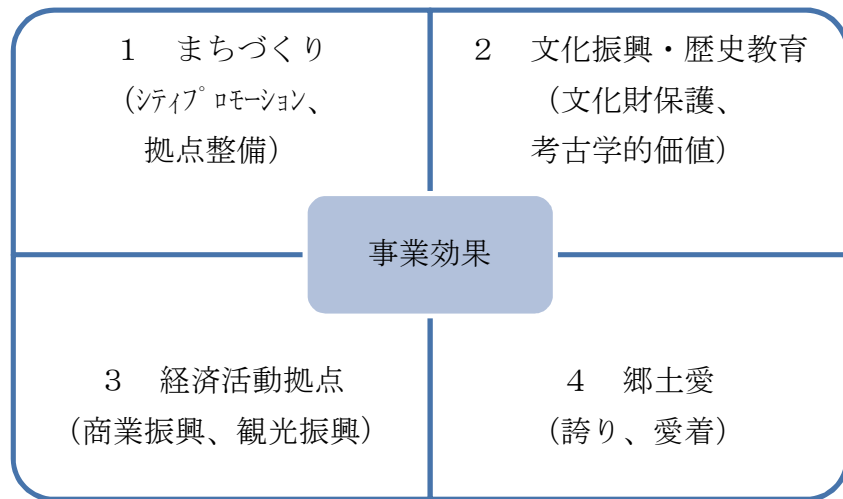 １　まちづくり
（ｼﾃｨﾌﾟﾛﾓｰｼｮﾝ、
拠点整備）
２　文化振興・歴史教育
（文化財保護、
考古学的価値）
事業効果
３　経済活動拠点
（商業振興、観光振興）
４　郷土愛
（誇り、愛着）